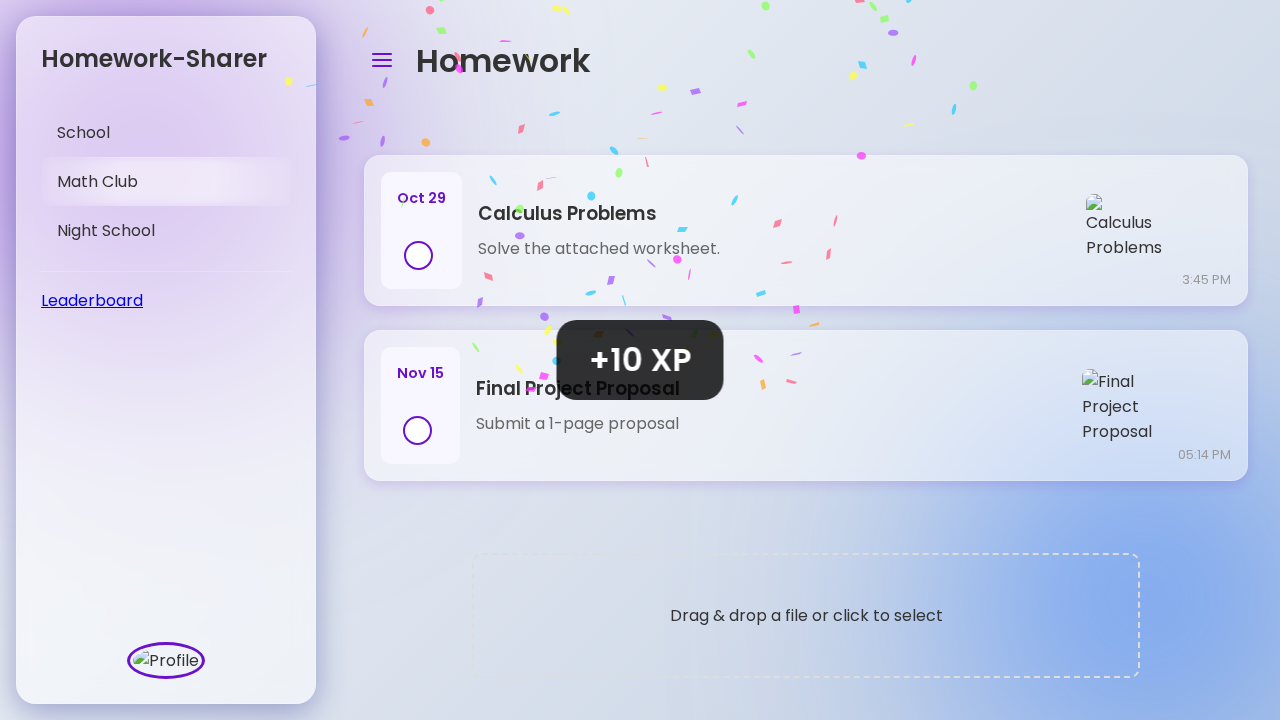 Homework-Sharer
School
Math Club
Night School
Leaderboard
Profile
Homework
Oct 29
Calculus Problems
Solve the attached worksheet.
Calculus
Problems
3:45 PM
+10 XP
Nov 15
Final Project Proposal
Submit a 1-page proposal
Final
Project
Proposal
05:14 PM
Drag & drop a file or click to select